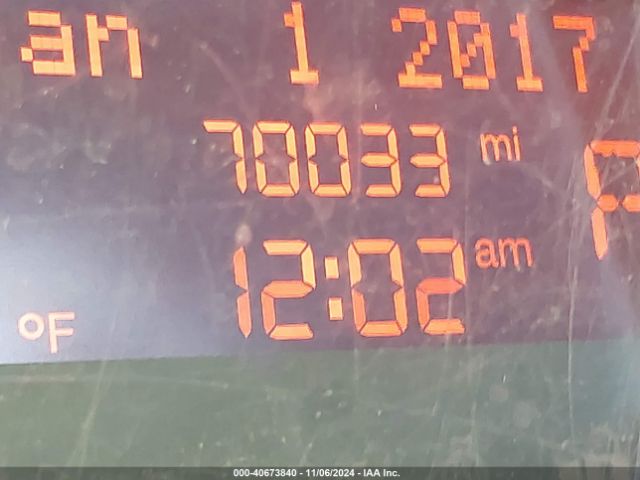 an 1 2017
70033 mi P
12:02 am
°F
000-40673840 - 11/06/2024 - IAA Inc.